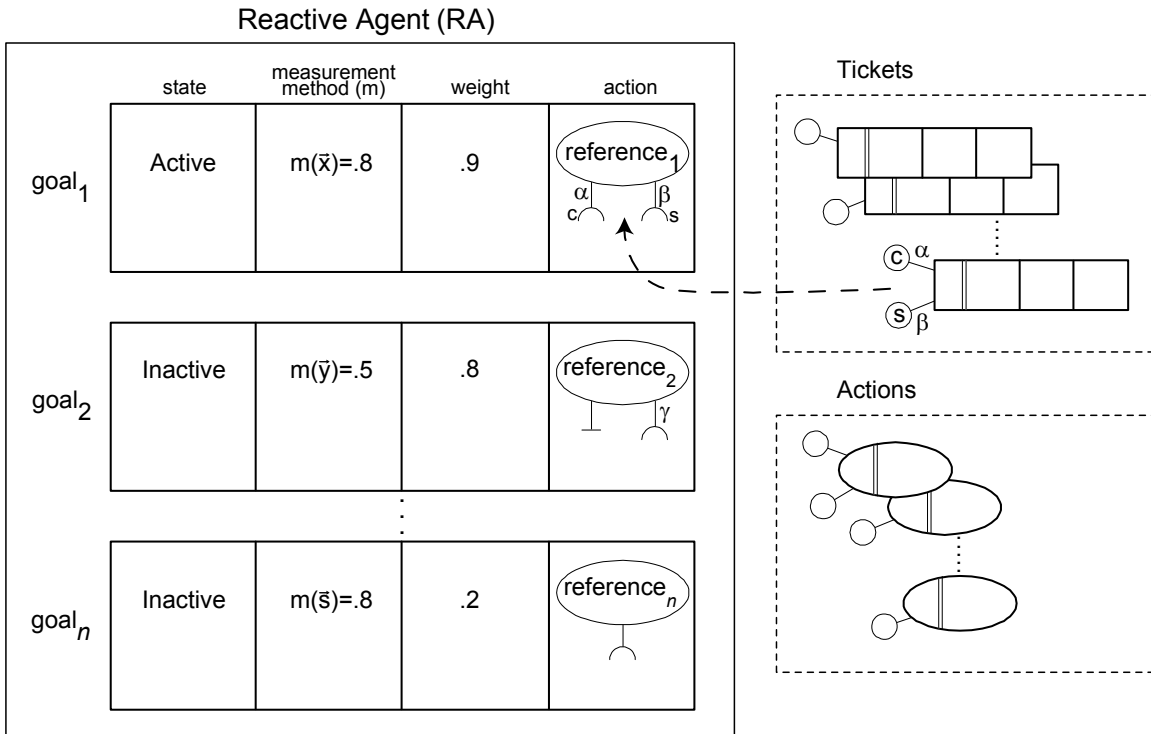 Reactive Agent (RA)
state
measurement
method (m)
weight
action
goal₁
Active
m(x⃗)=.8
.9
reference₁
α
β
c
s
goal₂
Inactive
m(y⃗)=.5
.8
reference₂
γ
goalₙ
Inactive
m(s⃗)=.8
.2
referenceₙ
Tickets
c α
s β
Actions